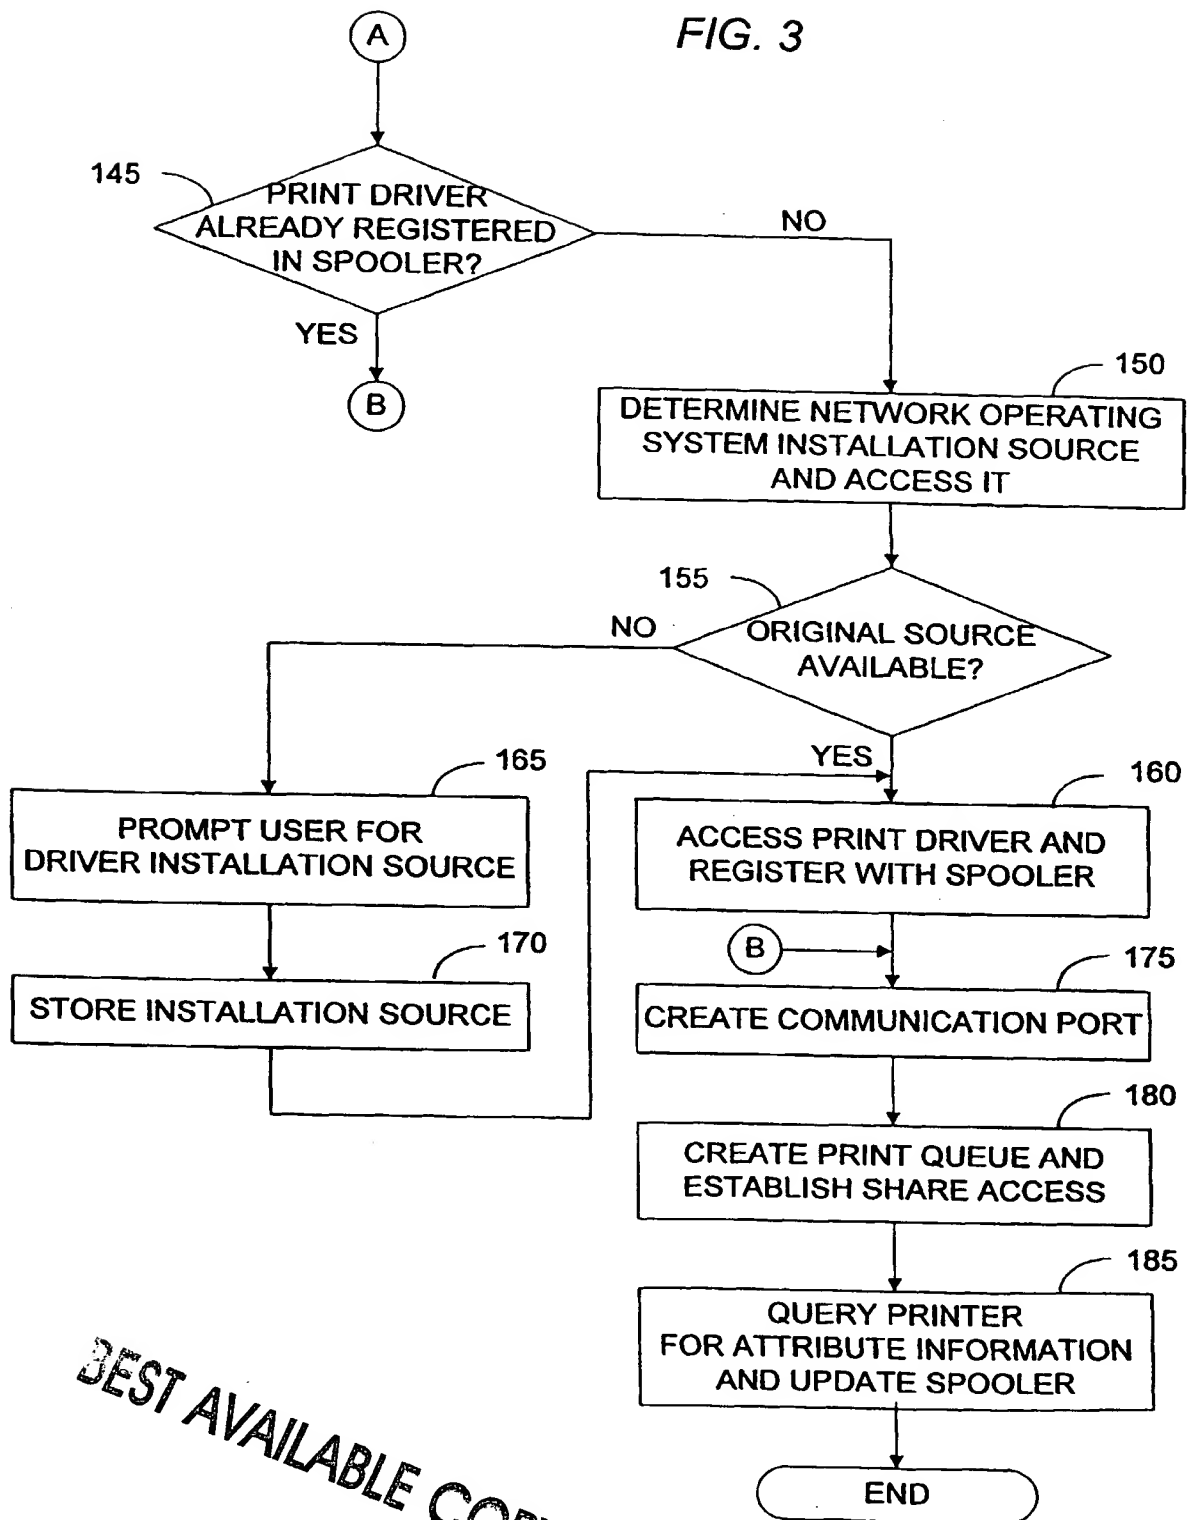 A
FIG. 3
145
PRINT DRIVER
ALREADY REGISTERED
IN SPOOLER?
NO
YES
B
150
DETERMINE NETWORK OPERATING
SYSTEM INSTALLATION SOURCE
AND ACCESS IT
155
ORIGINAL SOURCE
AVAILABLE?
NO
YES
165
PROMPT USER FOR
DRIVER INSTALLATION SOURCE
170
STORE INSTALLATION SOURCE
160
ACCESS PRINT DRIVER AND
REGISTER WITH SPOOLER
B
175
CREATE COMMUNICATION PORT
180
CREATE PRINT QUEUE AND
ESTABLISH SHARE ACCESS
185
QUERY PRINTER
FOR ATTRIBUTE INFORMATION
AND UPDATE SPOOLER
END
BEST AVAILABLE